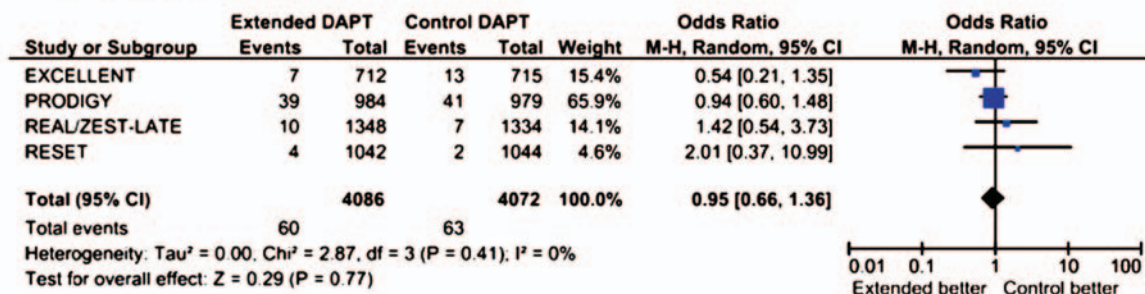 Extended DAPT Control DAPT Odds Ratio Odds Ratio
Study or Subgroup Events Total Events Total Weight M-H, Random, 95% CI M-H, Random, 95% CI
EXCELLENT 7 712 13 715 15.4% 0.54 [0.21, 1.35]
PRODIGY 39 984 41 979 65.9% 0.94 [0.60, 1.48]
REAL/ZEST-LATE 10 1348 7 1334 14.1% 1.42 [0.54, 3.73]
RESET 4 1042 2 1044 4.6% 2.01 [0.37, 10.99]
Total (95% CI) 4086 4072 100.0% 0.95 [0.66, 1.36]
Total events 60 63
Heterogeneity: Tau² = 0.00, Chi² = 2.87, df = 3 (P = 0.41); I² = 0%
Test for overall effect: Z = 0.29 (P = 0.77)
0.01 0.1 1 10 100
Extended better Control better